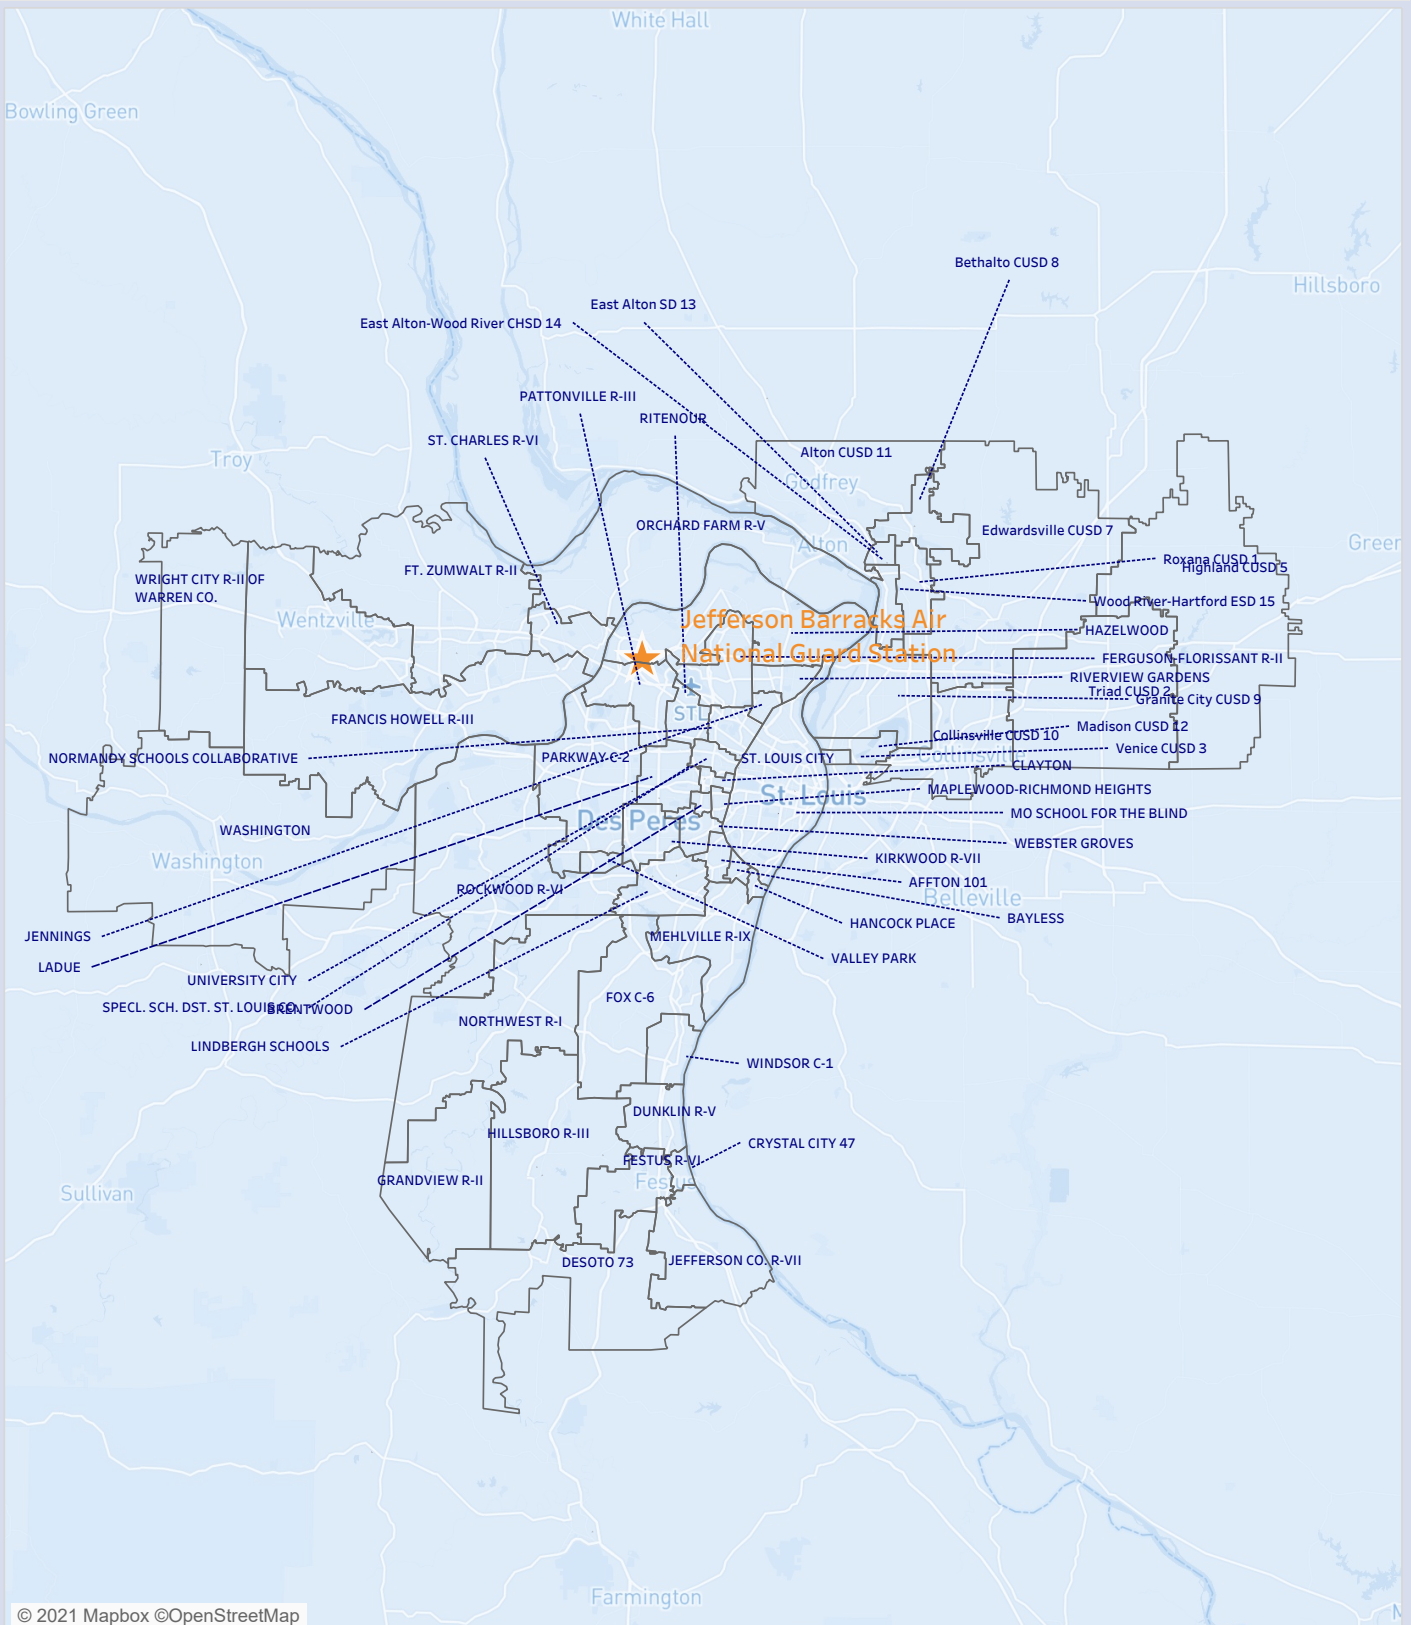 White Hall
Bowling Green
Bethalto CUSD 8
Hillsboro
East Alton SD 13
East Alton-Wood River CHSD 14
PATTONVILLE R-III
RITENOUR
ST. CHARLES R-VI
Alton CUSD 11
Troy
Godfrey
ORCHARD FARM R-V
Edwardsville CUSD 7
Alton
Greer
Roxana CUSD 1
Highland CUSD 5
FT. ZUMWALT R-II
WRIGHT CITY R-II OF
WARREN CO.
Wood River-Hartford ESD 15
Wentzville
Jefferson Barracks Air
National Guard Station
HAZELWOOD
FERGUSON-FLORISSANT R-II
RIVERVIEW GARDENS
Triad CUSD 2
Granite City CUSD 9
STL
FRANCIS HOWELL R-III
Madison CUSD 12
Collinsville CUSD 10
Venice CUSD 3
Collinsville
NORMANDY SCHOOLS COLLABORATIVE
PARKWAY C-2
ST. LOUIS CITY
CLAYTON
MAPLEWOOD-RICHMOND HEIGHTS
St. Louis
MO SCHOOL FOR THE BLIND
Des Peres
WASHINGTON
WEBSTER GROVES
Washington
KIRKWOOD R-VII
AFFTON 101
ROCKWOOD R-VI
Belleville
BAYLESS
HANCOCK PLACE
JENNINGS
MEHLVILLE R-IX
VALLEY PARK
LADUE
UNIVERSITY CITY
FOX C-6
SPECL. SCH. DST. ST. LOUIS CO.
BRENTWOOD
NORTHWEST R-I
LINDBERGH SCHOOLS
WINDSOR C-1
DUNKLIN R-V
HILLSBORO R-III
CRYSTAL CITY 47
FESTUS R-VI
GRANDVIEW R-II
Festus
Sullivan
DESOTO 73
JEFFERSON CO. R-VII
Farmington
© 2021 Mapbox ©OpenStreetMap